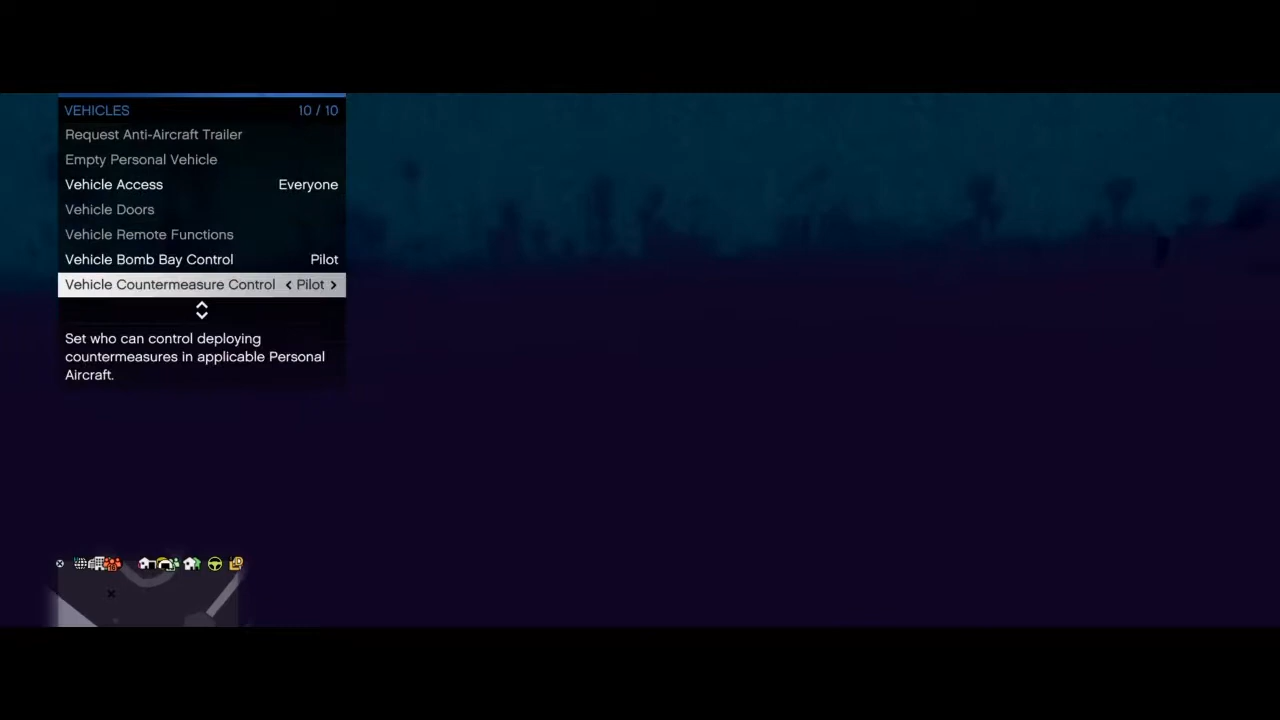 VEHICLES 10 / 10
Request Anti-Aircraft Trailer
Empty Personal Vehicle
Vehicle Access Everyone
Vehicle Doors
Vehicle Remote Functions
Vehicle Bomb Bay Control Pilot
Vehicle Countermeasure Control < Pilot >
Set who can control deploying
countermeasures in applicable Personal
Aircraft.